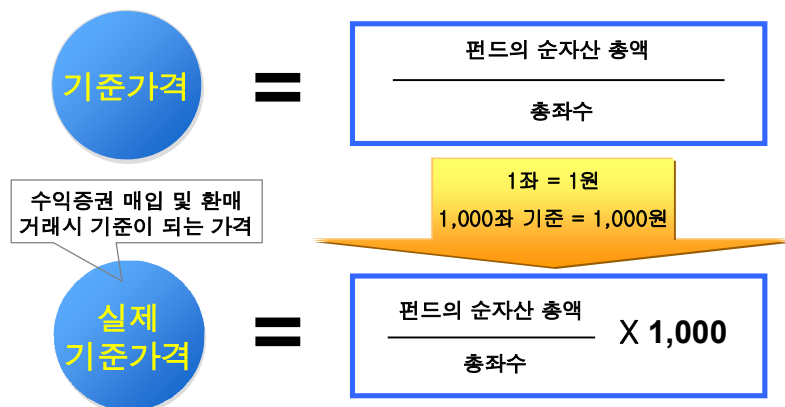 기준가격
=
펀드의 순자산 총액
총좌수
1좌 = 1원
1,000좌 기준 = 1,000원
수익증권 매입 및 환매
거래시 기준이 되는 가격
실제
기준가격
=
펀드의 순자산 총액
총좌수
X 1,000